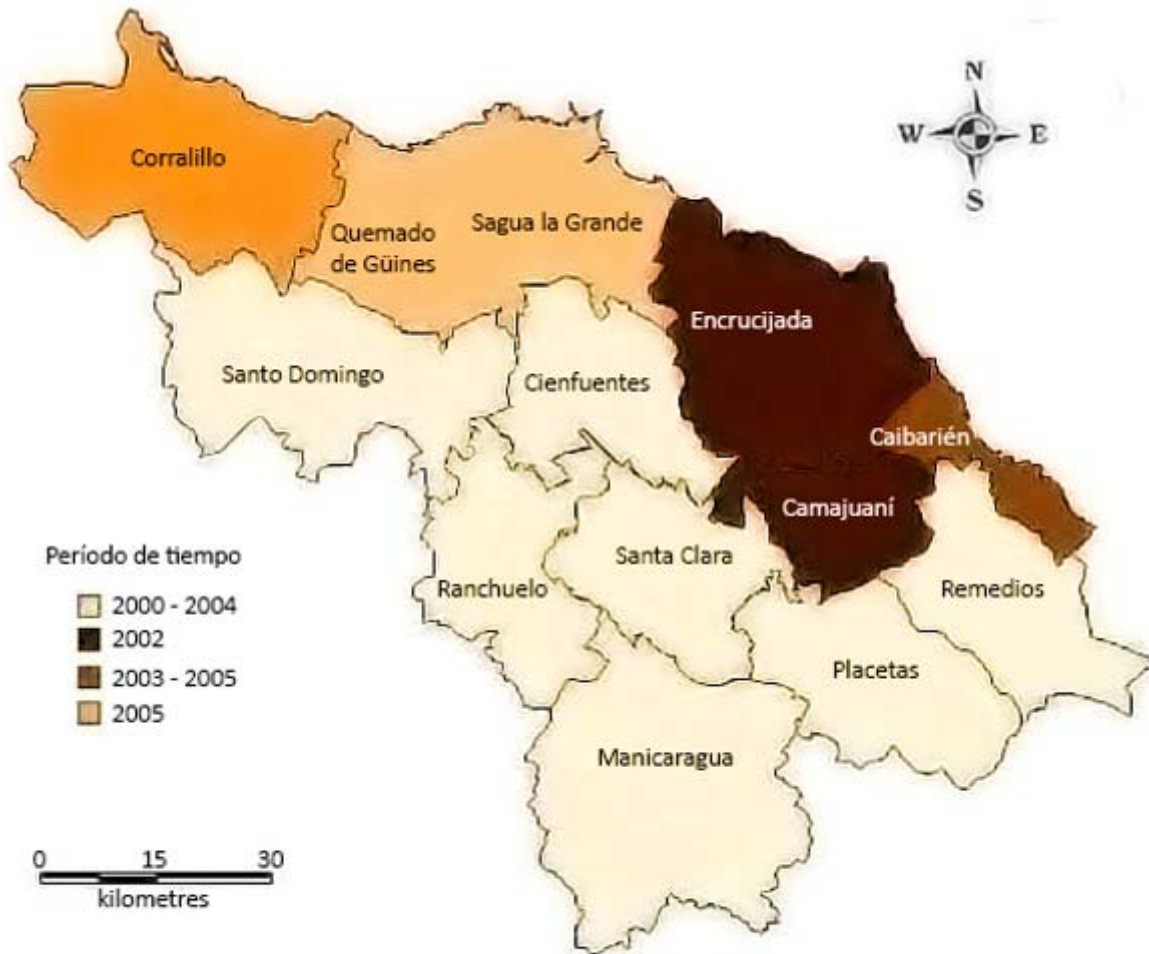 N
W E
S
Corralillo
Quemado
de Güines
Sagua la Grande
Encrucijada
Santo Domingo
Cienfuentes
Caibarién
Camajuaní
Santa Clara
Ranchuelo
Remedios
Placetas
Manicaragua
Período de tiempo
2000 - 2004
2002
2003 - 2005
2005
0 15 30
kilometres